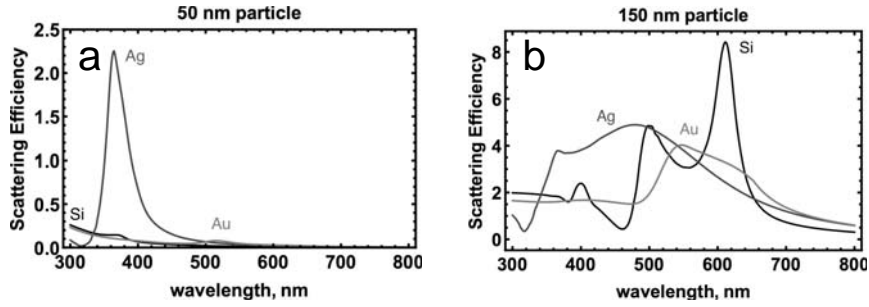 50 nm particle
a
Scattering Efficiency
2.5
2.0
1.5
1.0
0.5
0.0
Ag
Si
Au
300 400 500 600 700 800
wavelength, nm
150 nm particle
b
Scattering Efficiency
8
6
4
2
0
Si
Ag
Au
300 400 500 600 700 800
wavelength, nm